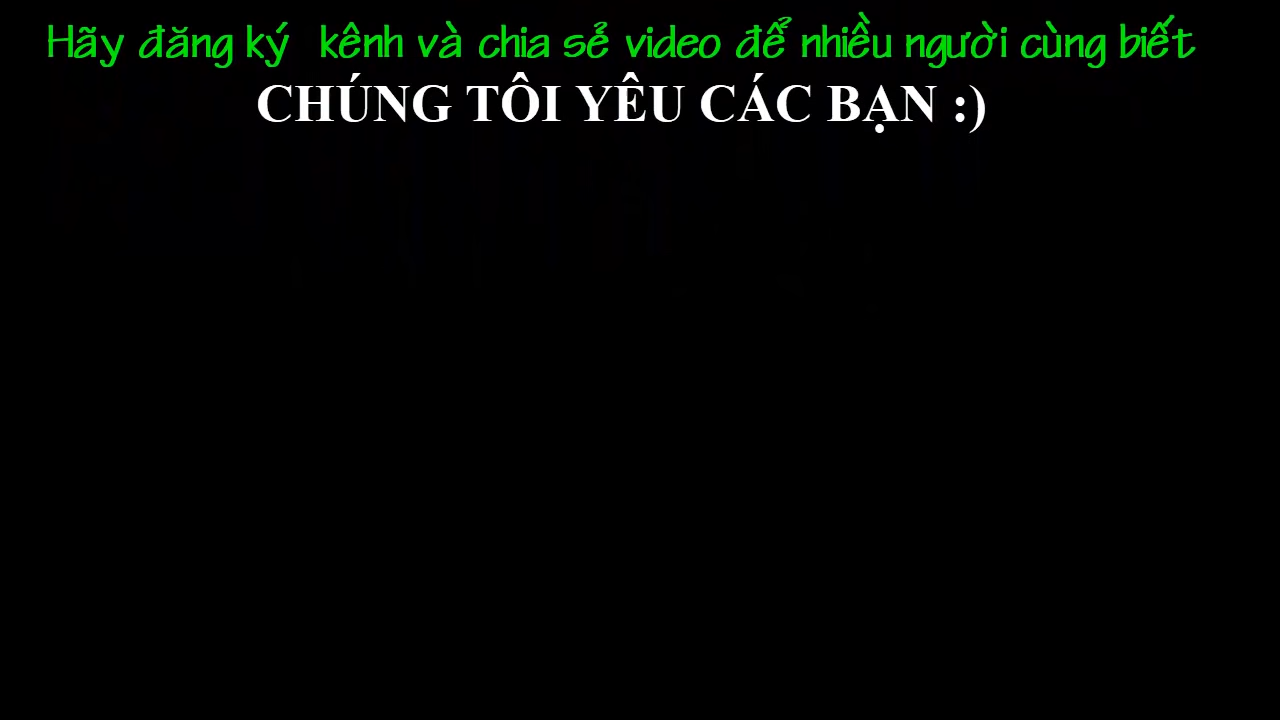 Hãy đăng ký kênh và chia sẻ video để nhiều người cùng biết
CHÚNG TÔI YÊU CÁC BẠN :)